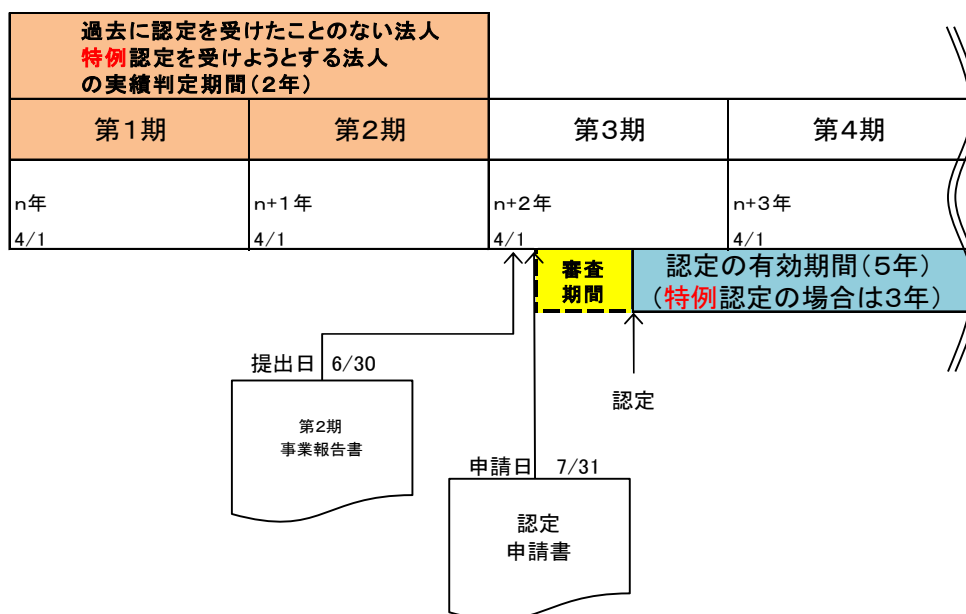 過去に認定を受けたことのない法人
特例認定を受けようとする法人
の実績判定期間(2年)
第1期
第2期
第3期
第4期
n年
4/1
n+1年
4/1
n+2年
4/1
n+3年
4/1
審査
期間
認定の有効期間(5年)
(特例認定の場合は3年)
提出日 6/30
認定
第2期
事業報告書
申請日 7/31
認定
申請書